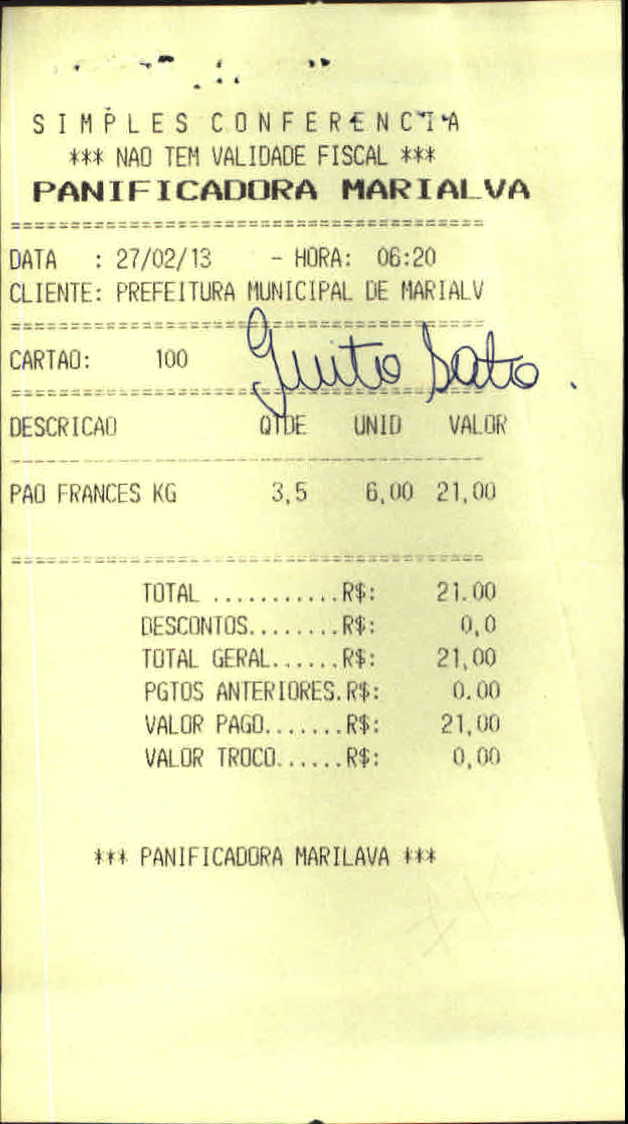 SIMPLES CONFERENCIA
*** NAO TEM VALIDADE FISCAL ***
PANIFICADORA MARIALVA
========================================
DATA : 27/02/13 - HORA: 06:20
CLIENTE: PREFEITURA MUNICIPAL DE MARIALV
========================================
CARTAO: 100
Sato.
========================================
DESCRICAO QTDE UNID VALOR
----------------------------------------
PAO FRANCES KG 3,5 6,00 21,00
========================================
TOTAL ...........R$: 21.00
DESCONTOS........R$: 0,0
TOTAL GERAL......R$: 21,00
PGTOS ANTERIORES.R$: 0.00
VALOR PAGO.......R$: 21,00
VALOR TROCO......R$: 0,00
*** PANIFICADORA MARILAVA ***